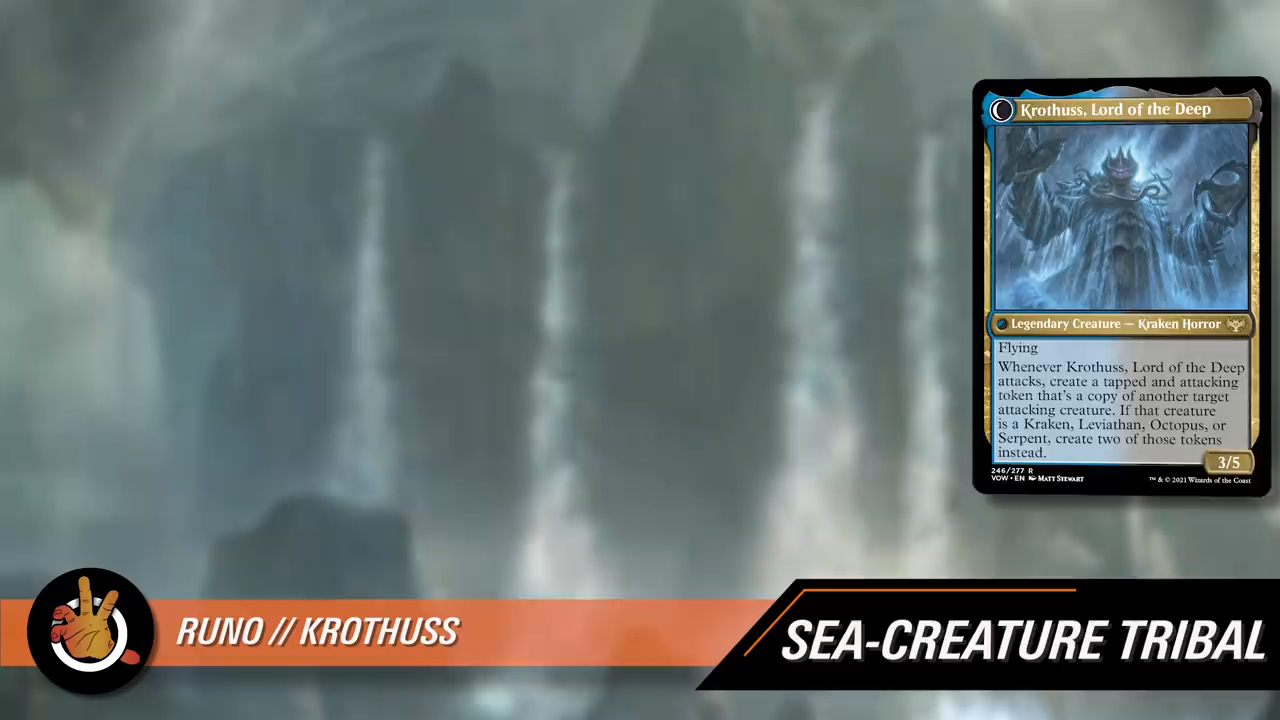 Krothuss, Lord of the Deep
Legendary Creature — Kraken Horror
Flying
Whenever Krothuss, Lord of the Deep
attacks, create a tapped and attacking
token that's a copy of another target
attacking creature. If that creature
is a Kraken, Leviathan, Octopus, or
Serpent, create two of those tokens
instead.
3/5
246/277 R
VOW • EN MATT STEWART
™ & © 2021 Wizards of the Coast
RUNO // KROTHUSS
SEA-CREATURE TRIBAL